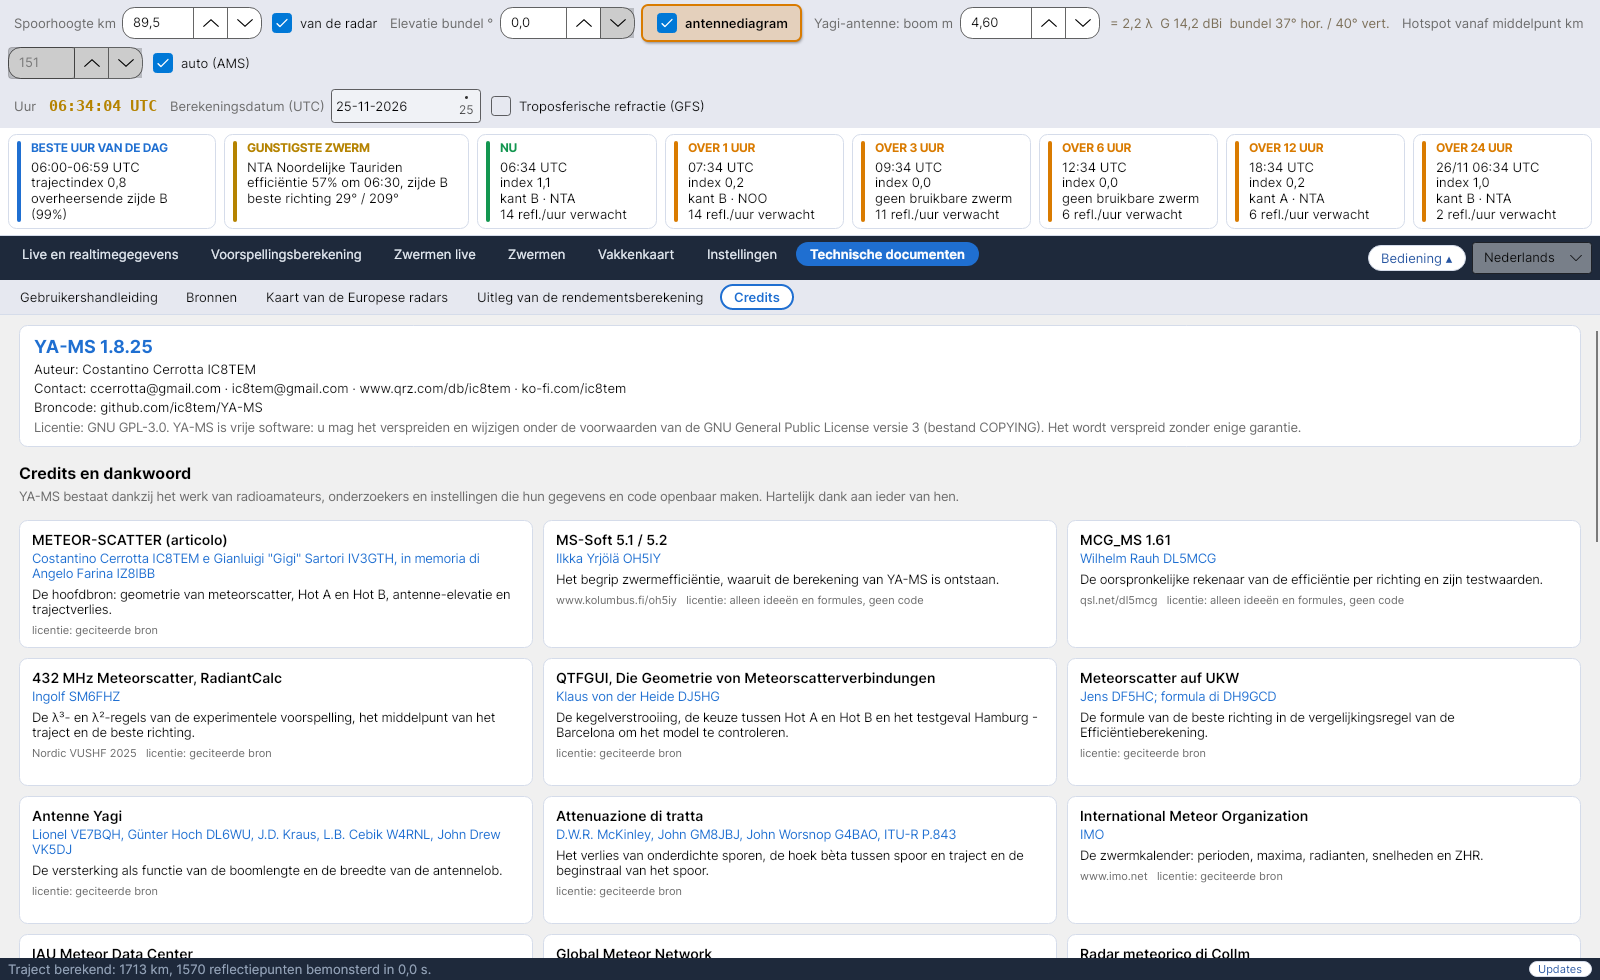 Spoorhoogte km 89,5 van de radar Elevatie bundel ° 0,0 antennediagram Yagi-antenne: boom m 4,60 = 2,2 λ G 14,2 dBi bundel 37° hor. / 40° vert. Hotspot vanaf middelpunt km
151 auto (AMS)
Uur 06:34:04 UTC Berekeningsdatum (UTC) 25-11-2026 25 Troposferische refractie (GFS)
BESTE UUR VAN DE DAG
06:00-06:59 UTC
trajectindex 0,8
overheersende zijde B
(99%)
GUNSTIGSTE ZWERM
NTA Noordelijke Tauriden
efficiëntie 57% om 06:30, zijde B
beste richting 29° / 209°
NU
06:34 UTC
index 1,1
kant B · NTA
14 refl./uur verwacht
OVER 1 UUR
07:34 UTC
index 0,2
kant B · NOO
14 refl./uur verwacht
OVER 3 UUR
09:34 UTC
index 0,0
geen bruikbare zwerm
11 refl./uur verwacht
OVER 6 UUR
12:34 UTC
index 0,0
geen bruikbare zwerm
6 refl./uur verwacht
OVER 12 UUR
18:34 UTC
index 0,2
kant A · NTA
6 refl./uur verwacht
OVER 24 UUR
26/11 06:34 UTC
index 1,0
kant B · NTA
2 refl./uur verwacht
Live en realtimegegevens Voorspellingsberekening Zwermen live Zwermen Vakkenkaart Instellingen Technische documenten Bediening ▴ Nederlands
Gebruikershandleiding Bronnen Kaart van de Europese radars Uitleg van de rendementsberekening Credits
YA-MS 1.8.25
Auteur: Costantino Cerrotta IC8TEM
Contact: ccerrotta@gmail.com · ic8tem@gmail.com · www.qrz.com/db/ic8tem · ko-fi.com/ic8tem
Broncode: github.com/ic8tem/YA-MS
Licentie: GNU GPL-3.0. YA-MS is vrije software: u mag het verspreiden en wijzigen onder de voorwaarden van de GNU General Public License versie 3 (bestand COPYING). Het wordt verspreid zonder enige garantie.
Credits en dankwoord
YA-MS bestaat dankzij het werk van radioamateurs, onderzoekers en instellingen die hun gegevens en code openbaar maken. Hartelijk dank aan ieder van hen.
METEOR-SCATTER (articolo)
Costantino Cerrotta IC8TEM e Gianluigi "Gigi" Sartori IV3GTH, in memoria di
Angelo Farina IZ8IBB
De hoofdbron: geometrie van meteorscatter, Hot A en Hot B, antenne-elevatie en
trajectverlies.
licentie: geciteerde bron
MS-Soft 5.1 / 5.2
Ilkka Yrjölä OH5IY
Het begrip zwermefficiëntie, waaruit de berekening van YA-MS is ontstaan.
www.kolumbus.fi/oh5iy licentie: alleen ideeën en formules, geen code
MCG_MS 1.61
Wilhelm Rauh DL5MCG
De oorspronkelijke rekenaar van de efficiëntie per richting en zijn testwaarden.
qsl.net/dl5mcg licentie: alleen ideeën en formules, geen code
432 MHz Meteorscatter, RadiantCalc
Ingolf SM6FHZ
De λ³- en λ²-regels van de experimentele voorspelling, het middelpunt van het
traject en de beste richting.
Nordic VUSHF 2025 licentie: geciteerde bron
QTFGUI, Die Geometrie von Meteorscatterverbindungen
Klaus von der Heide DJ5HG
De kegelverstrooiing, de keuze tussen Hot A en Hot B en het testgeval Hamburg -
Barcelona om het model te controleren.
licentie: geciteerde bron
Meteorscatter auf UKW
Jens DF5HC; formula di DH9GCD
De formule van de beste richting in de vergelijkingsregel van de
Efficiëntieberekening.
licentie: geciteerde bron
Antenne Yagi
Lionel VE7BQH, Günter Hoch DL6WU, J.D. Kraus, L.B. Cebik W4RNL, John Drew
VK5DJ
De versterking als functie van de boomlengte en de breedte van de antennelob.
licentie: geciteerde bron
Attenuazione di tratta
D.W.R. McKinley, John GM8JBJ, John Worsnop G4BAO, ITU-R P.843
Het verlies van onderdichte sporen, de hoek bèta tussen spoor en traject en de
beginstraal van het spoor.
licentie: geciteerde bron
International Meteor Organization
IMO
De zwermkalender: perioden, maxima, radianten, snelheden en ZHR.
www.imo.net licentie: geciteerde bron
IAU Meteor Data Center
Global Meteor Network
Radar meteorico di Collm
Traject berekend: 1713 km, 1570 reflectiepunten bemonsterd in 0,0 s.
Updates